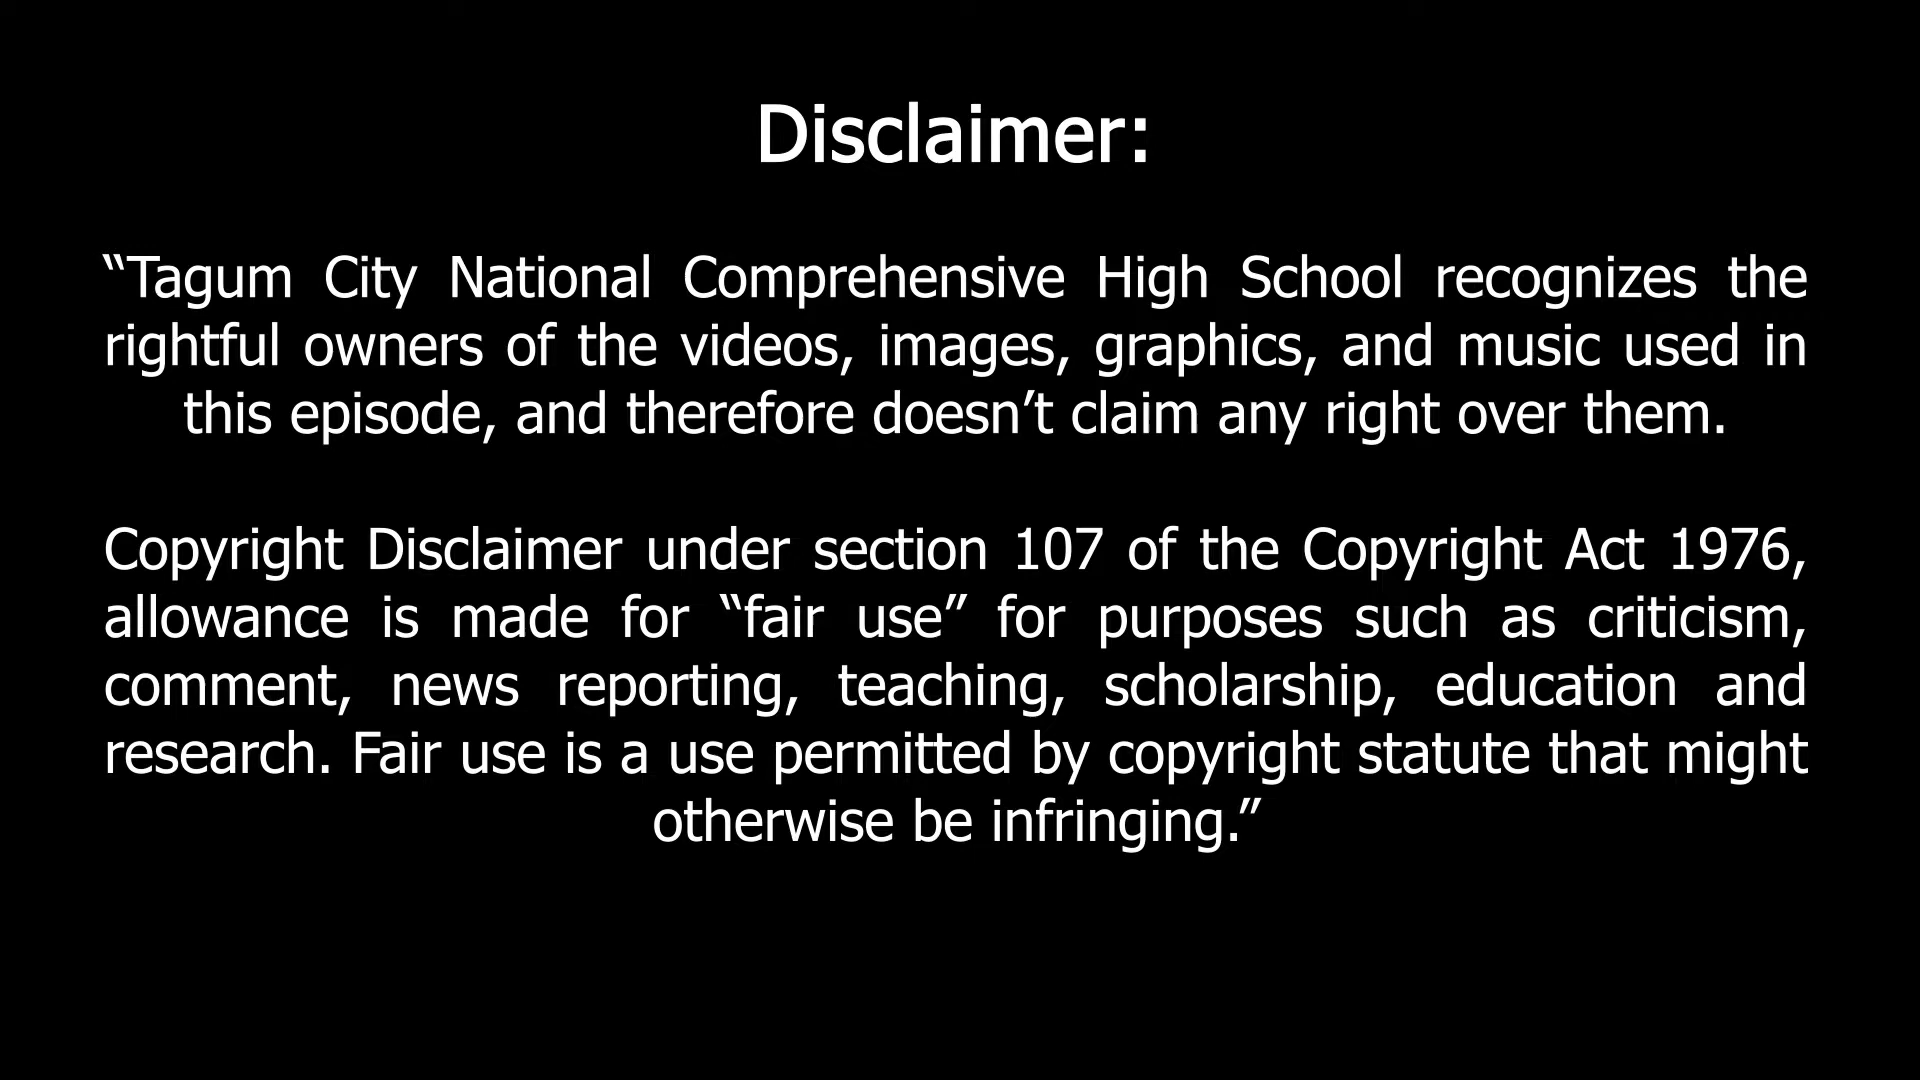 Disclaimer:
“Tagum City National Comprehensive High School recognizes the
rightful owners of the videos, images, graphics, and music used in
this episode, and therefore doesn’t claim any right over them.
Copyright Disclaimer under section 107 of the Copyright Act 1976,
allowance is made for “fair use” for purposes such as criticism,
comment, news reporting, teaching, scholarship, education and
research. Fair use is a use permitted by copyright statute that might
otherwise be infringing.”